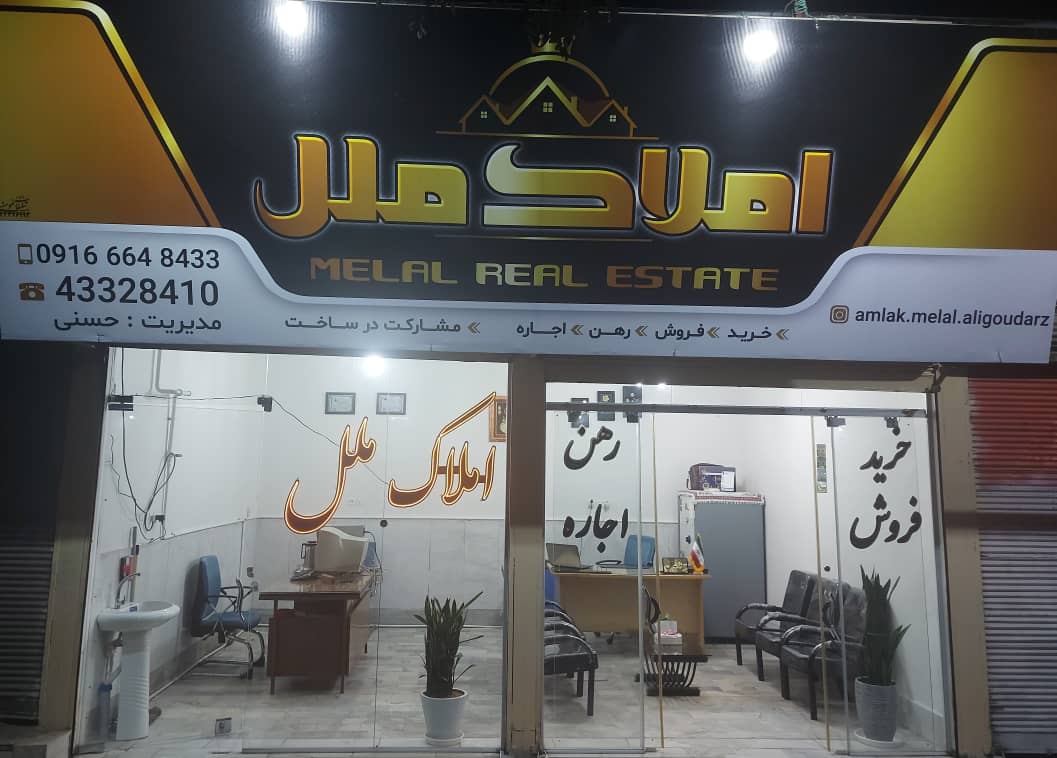 املاک ملل
MELAL REAL ESTATE
0916 664 8433
43328410
مدیریت : حسنی
خرید » فروش » رهن » اجاره » مشارکت در ساخت
amlak.melal.aligoudarz
املاک ملل
رهن
اجاره
خرید
فروش